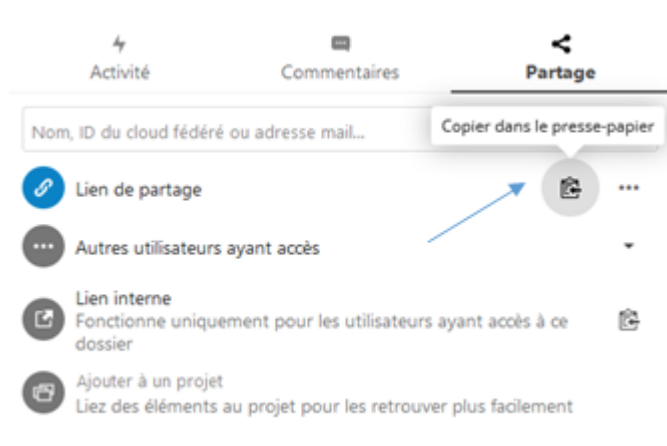 Activité
Commentaires
Partage
Nom, ID du cloud fédéré ou adresse mail...
Copier dans le presse-papier
Lien de partage
Autres utilisateurs ayant accès
Lien interne
Fonctionne uniquement pour les utilisateurs ayant accès à ce
dossier
Ajouter à un projet
Liez des éléments au projet pour les retrouver plus facilement